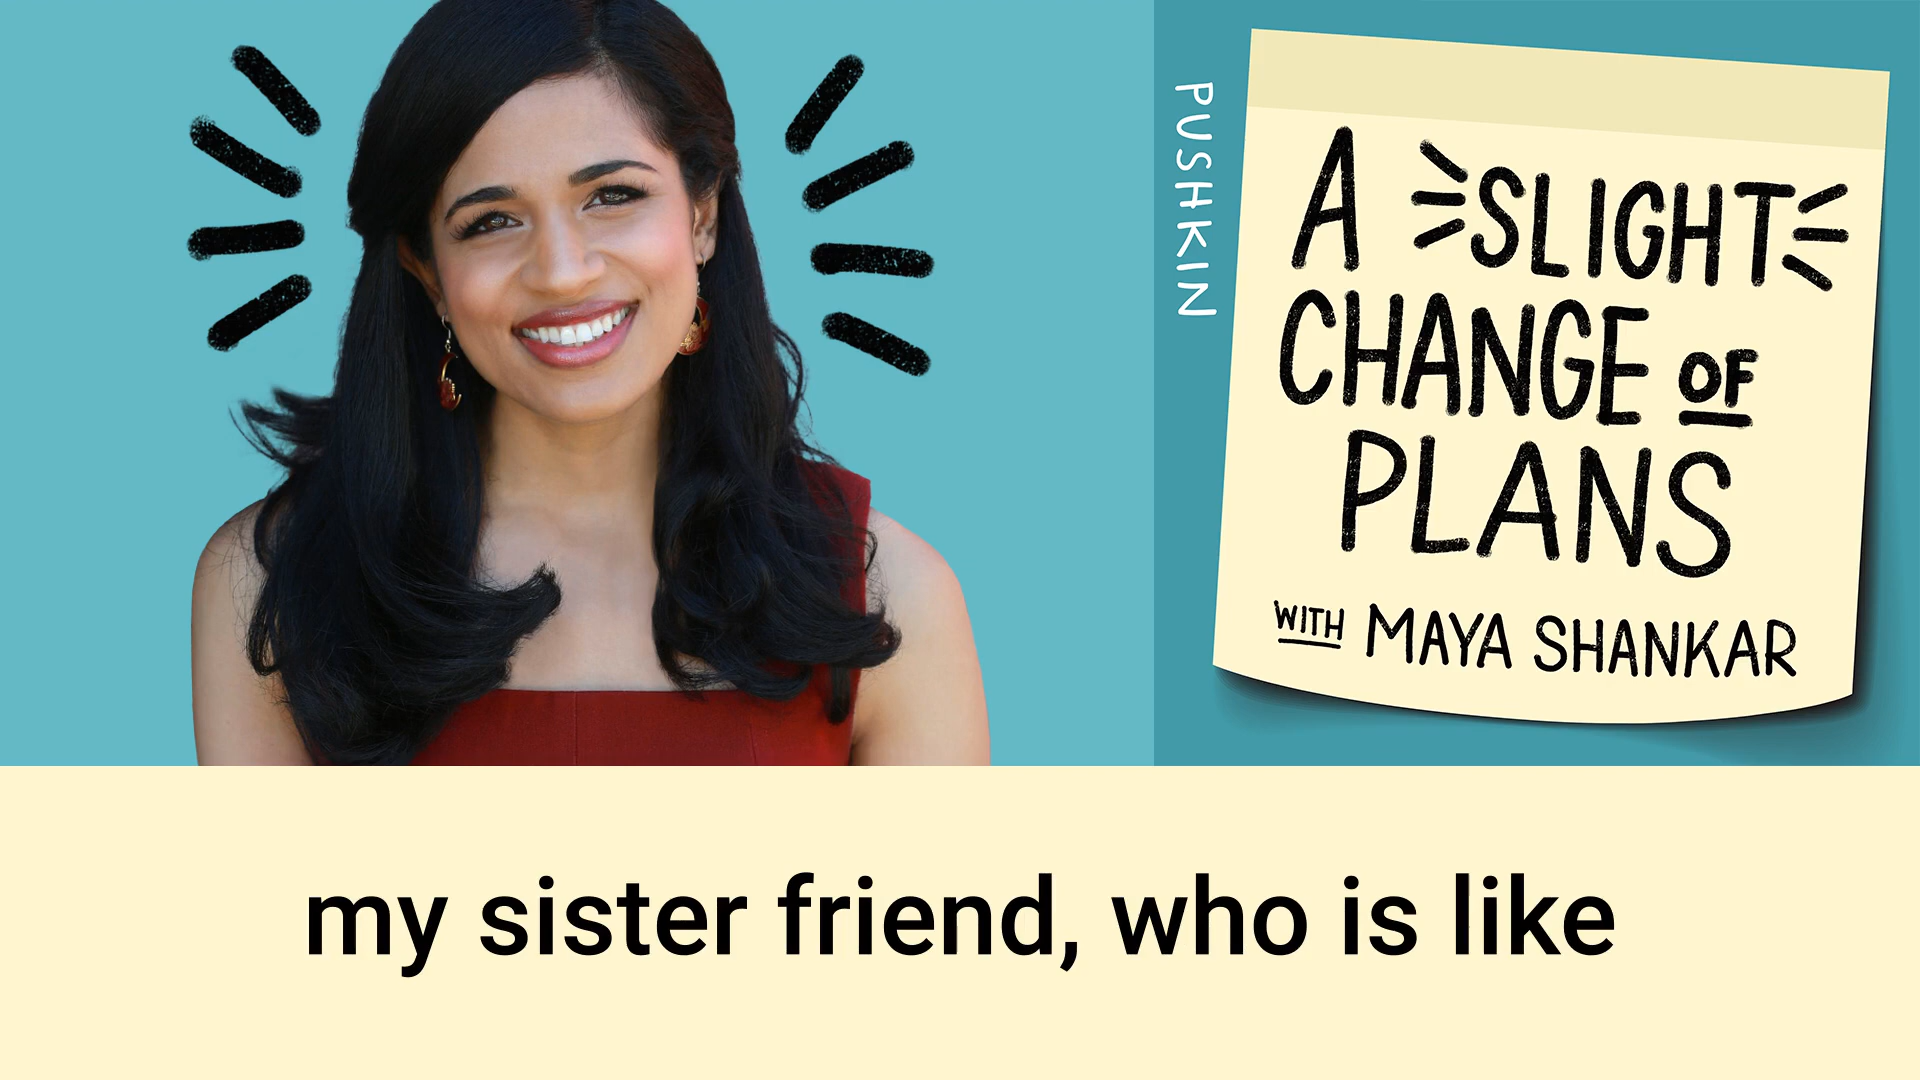 PUSHKIN
A SLIGHT
CHANGE OF
PLANS
WITH MAYA SHANKAR
my sister friend, who is like